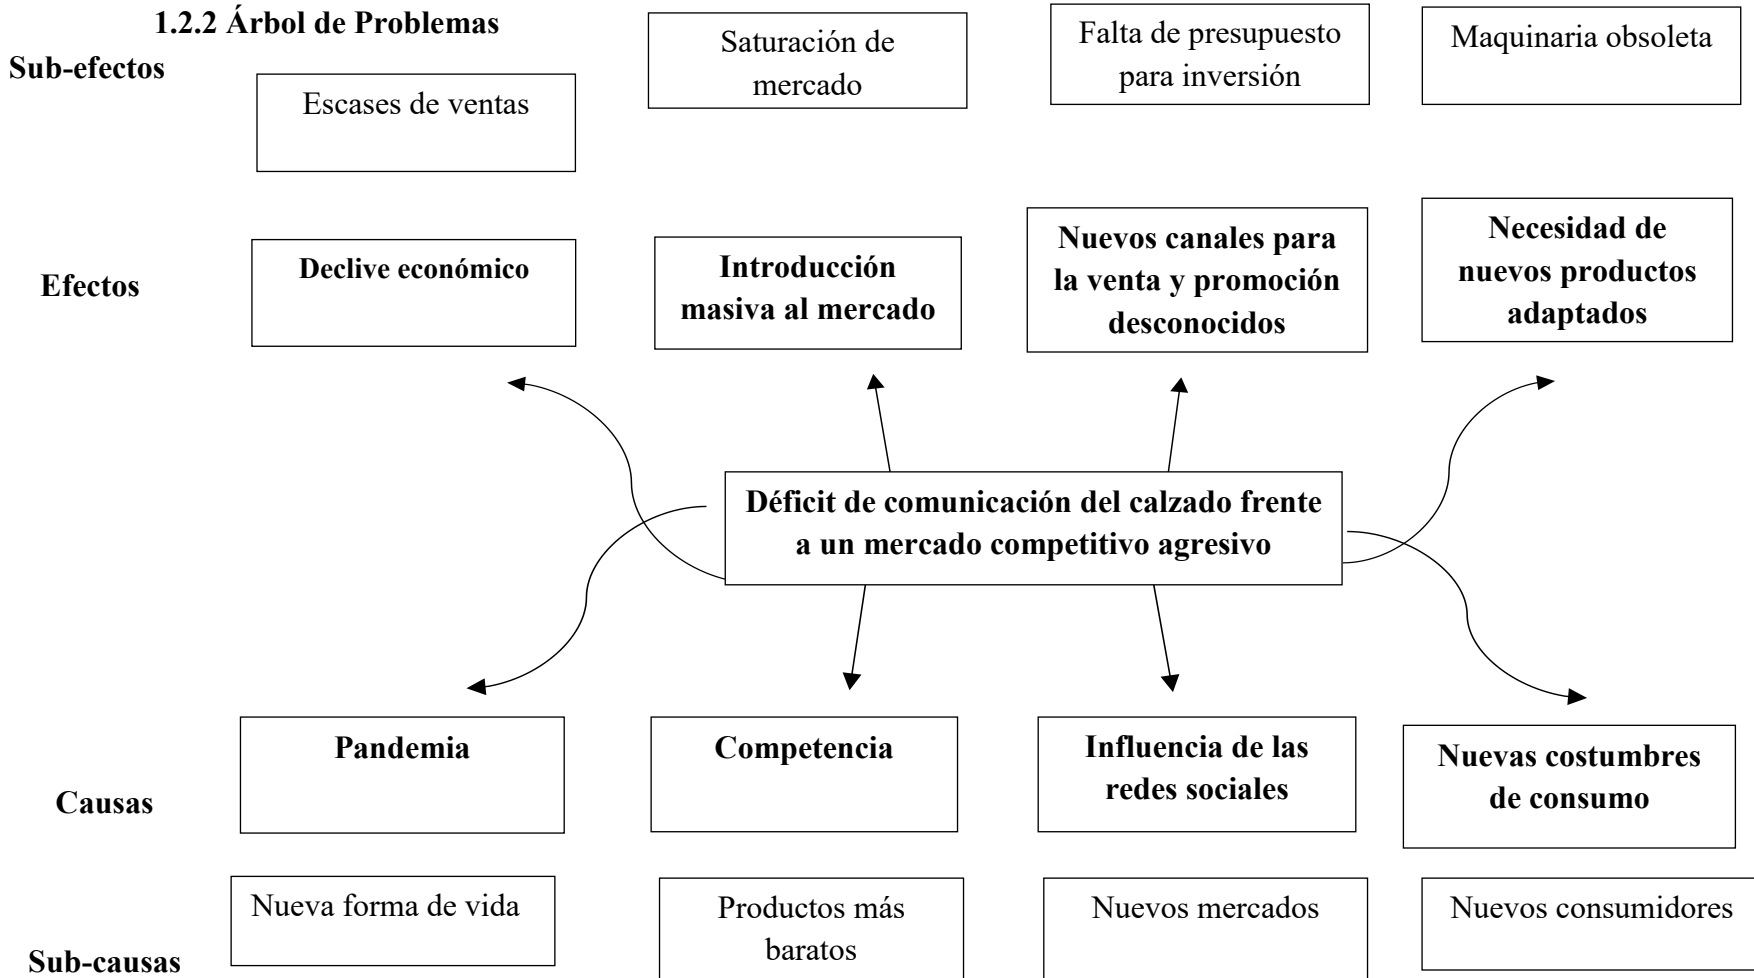 1.2.2 Árbol de Problemas
Sub-efectos
Escases de ventas
Saturación de
mercado
Falta de presupuesto
para inversión
Maquinaria obsoleta
Efectos
Declive económico
Introducción
masiva al mercado
Nuevos canales para
la venta y promoción
desconocidos
Necesidad de
nuevos productos
adaptados
Déficit de comunicación del calzado frente
a un mercado competitivo agresivo
Causas
Pandemia
Competencia
Influencia de las
redes sociales
Nuevas costumbres
de consumo
Sub-causas
Nueva forma de vida
Productos más
baratos
Nuevos mercados
Nuevos consumidores